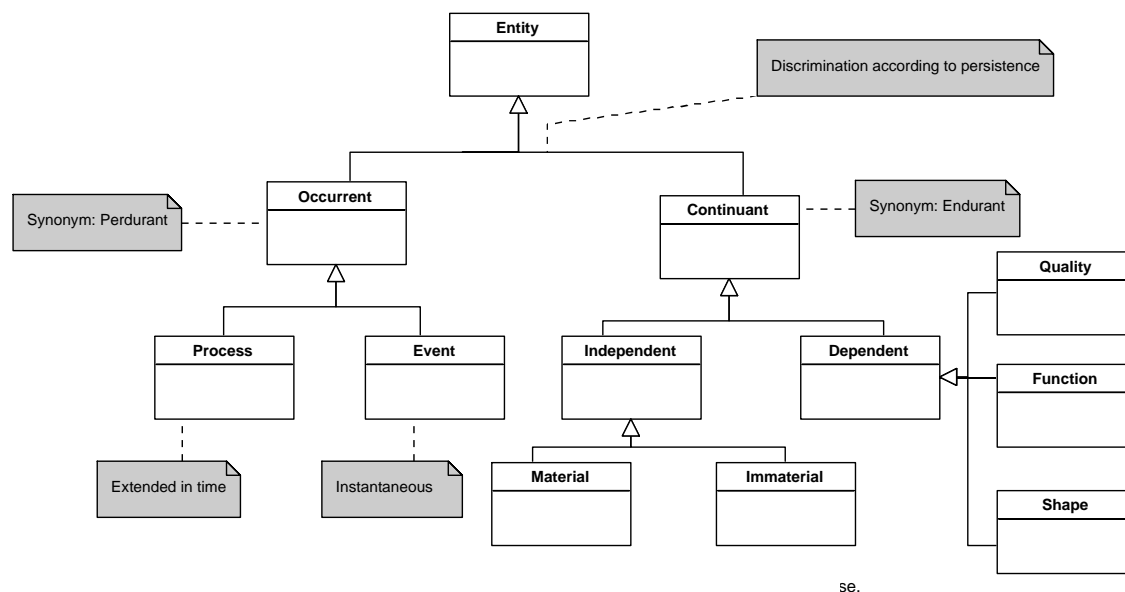 Entity
Discrimination according to persistence
Occurrent
Synonym: Perdurant
Continuant
Synonym: Endurant
Quality
Process
Event
Independent
Dependent
Function
Extended in time
Instantaneous
Material
Immaterial
Shape
se.